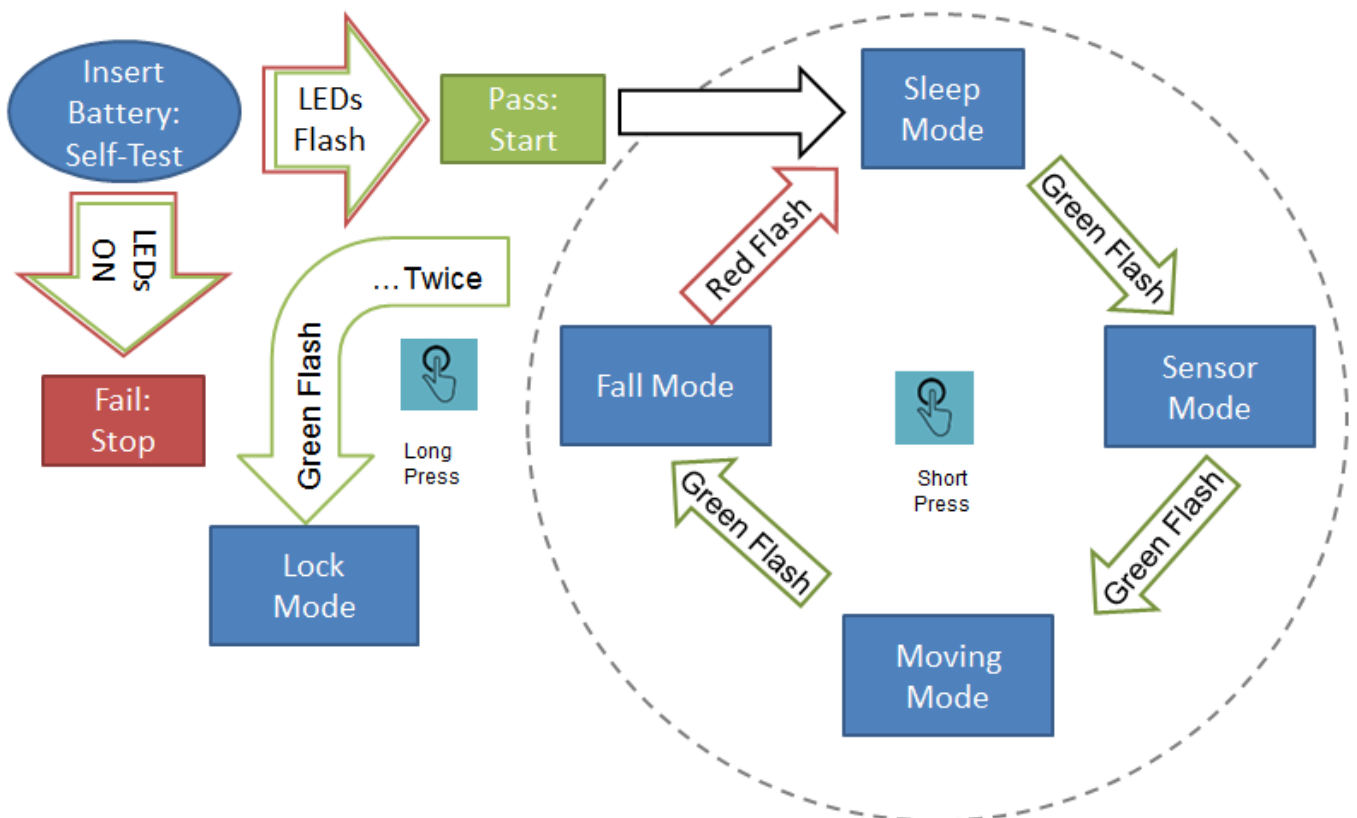 Insert
Battery:
Self-Test
LEDs
Flash
Pass:
Start
Sleep
Mode
LEDs
ON
Fail:
Stop
...Twice
Green Flash
Long
Press
Lock
Mode
Red Flash
Green Flash
Fall Mode
Short
Press
Sensor
Mode
Green Flash
Green Flash
Moving
Mode